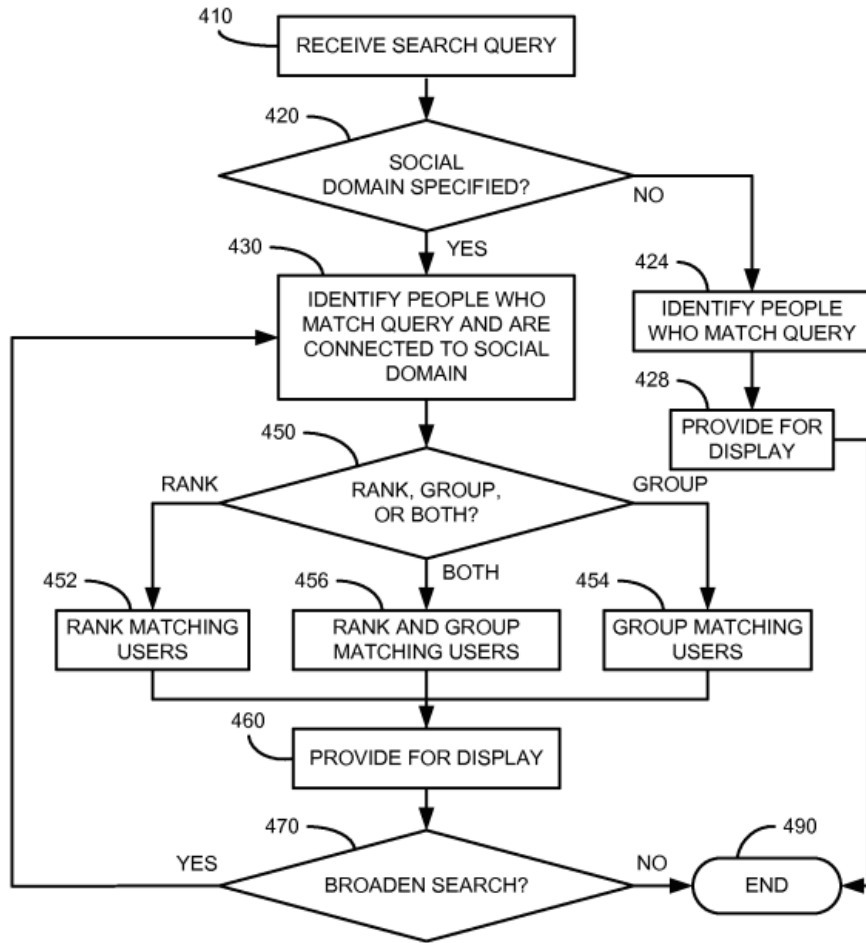 410
RECEIVE SEARCH QUERY
420
SOCIAL
DOMAIN SPECIFIED?
NO
YES
430
IDENTIFY PEOPLE WHO
MATCH QUERY AND ARE
CONNECTED TO SOCIAL
DOMAIN
424
IDENTIFY PEOPLE
WHO MATCH QUERY
428
PROVIDE FOR
DISPLAY
450
RANK
RANK, GROUP,
OR BOTH?
GROUP
BOTH
452
RANK MATCHING
USERS
456
RANK AND GROUP
MATCHING USERS
454
GROUP MATCHING
USERS
460
PROVIDE FOR DISPLAY
470
YES
BROADEN SEARCH?
NO
490
END